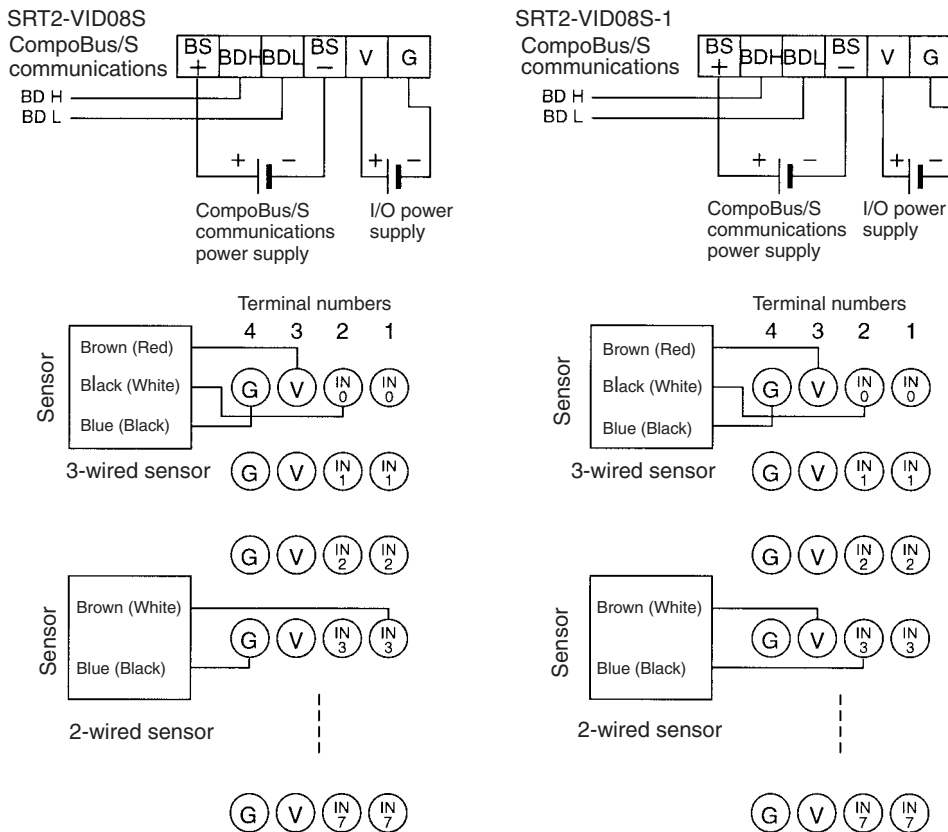 SRT2-VID08S
CompoBus/S
communications
BS
+
BDH
BDL
BS
–
V
G
BD H
BD L
+
–
+
–
CompoBus/S
communications
power supply
I/O power
supply
Terminal numbers
4 3 2 1
Sensor
Brown (Red)
Black (White)
Blue (Black)
G V IN 0 IN 0
3-wired sensor
G V IN 1 IN 1
G V IN 2 IN 2
Sensor
Brown (White)
Blue (Black)
G V IN 3 IN 3
2-wired sensor
G V IN 7 IN 7
SRT2-VID08S-1
CompoBus/S
communications
BS
+
BDH
BDL
BS
–
V
G
BD H
BD L
+
–
+
–
CompoBus/S
communications
power supply
I/O power
supply
Terminal numbers
4 3 2 1
Sensor
Brown (Red)
Black (White)
Blue (Black)
G V IN 0 IN 0
3-wired sensor
G V IN 1 IN 1
G V IN 2 IN 2
Sensor
Brown (White)
Blue (Black)
G V IN 3 IN 3
2-wired sensor
G V IN 7 IN 7